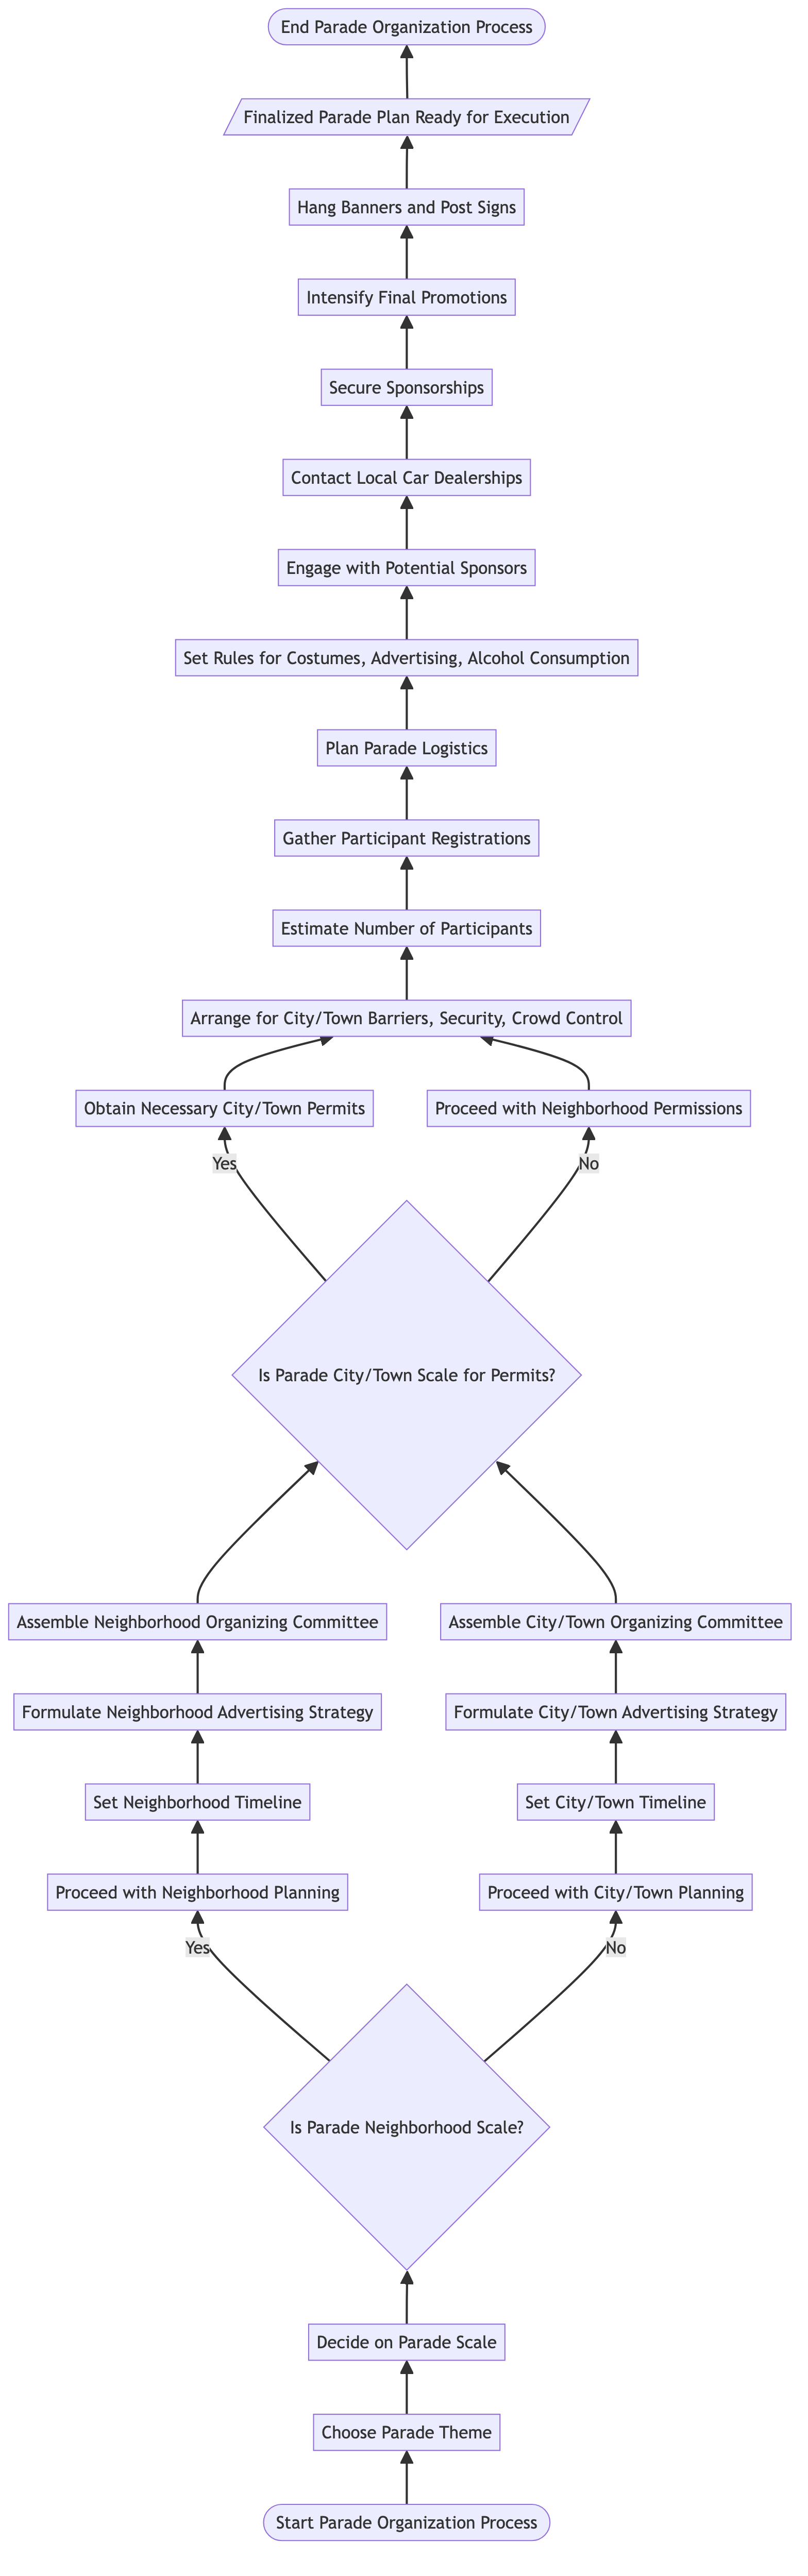 End Parade Organization Process
Finalized Parade Plan Ready for Execution
Hang Banners and Post Signs
Intensify Final Promotions
Secure Sponsorships
Contact Local Car Dealerships
Engage with Potential Sponsors
Set Rules for Costumes, Advertising, Alcohol Consumption
Plan Parade Logistics
Gather Participant Registrations
Estimate Number of Participants
Arrange for City/Town Barriers, Security, Crowd Control
Obtain Necessary City/Town Permits
Proceed with Neighborhood Permissions
Yes
No
Is Parade City/Town Scale for Permits?
Assemble Neighborhood Organizing Committee
Assemble City/Town Organizing Committee
Formulate Neighborhood Advertising Strategy
Formulate City/Town Advertising Strategy
Set Neighborhood Timeline
Set City/Town Timeline
Proceed with Neighborhood Planning
Proceed with City/Town Planning
Yes
No
Is Parade Neighborhood Scale?
Decide on Parade Scale
Choose Parade Theme
Start Parade Organization Process